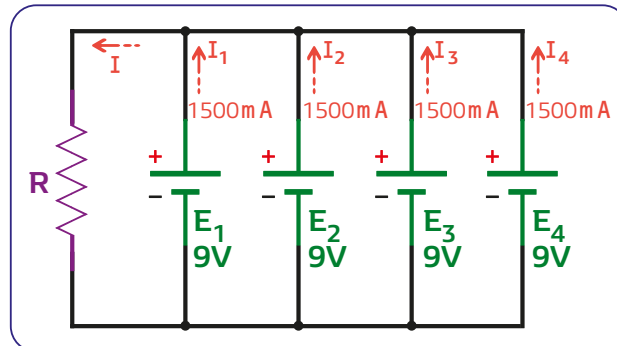 I I₁ I₂ I₃ I₄
1500mA 1500mA 1500mA 1500mA
+ + + +
R
− − − −
E₁ E₂ E₃ E₄
9V 9V 9V 9V